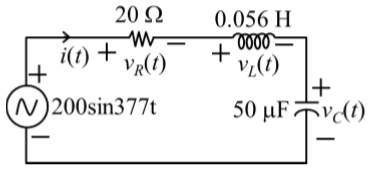 20 Ω 0.056 H
i(t) + − + −
v_R(t) v_L(t)
+ +
200sin377t 50 μF v_C(t)
− −